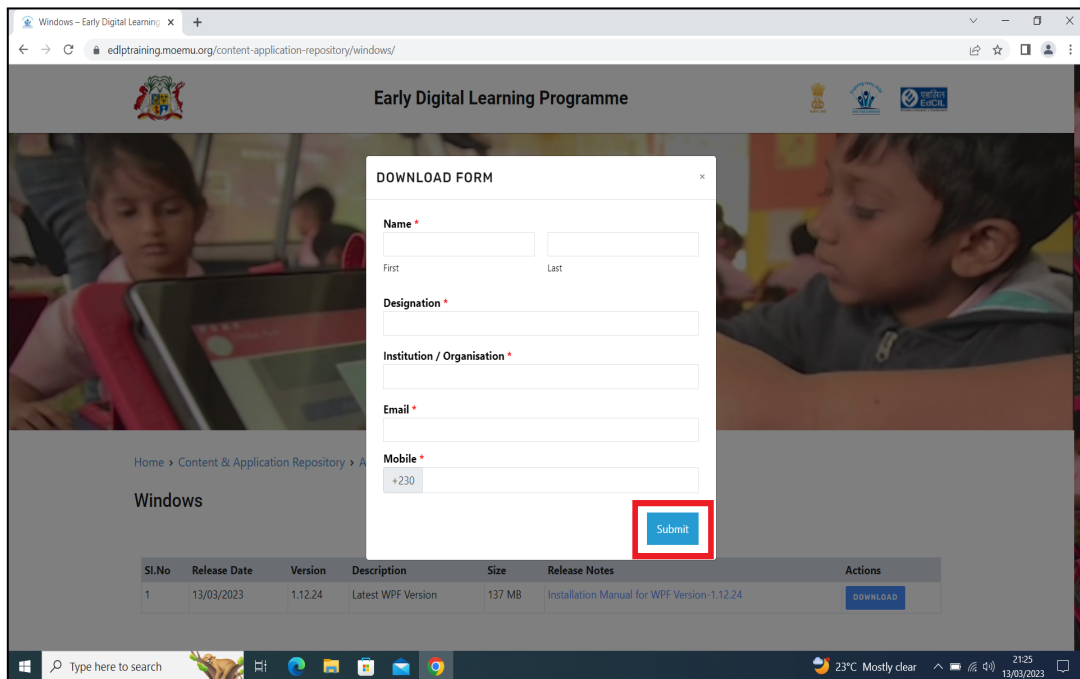 Windows – Early Digital Learning
edlptraining.moemu.org/content-application-repository/windows/
Early Digital Learning Programme
एडसिल
EdCIL
DOWNLOAD FORM
×
Name *
First Last
Designation *
Institution / Organisation *
Email *
Mobile *
+230
Submit
Home › Content & Application Repository › A
Windows
SI.No Release Date Version Description Size Release Notes Actions
1 13/03/2023 1.12.24 Latest WPF Version 137 MB Installation Manual for WPF Version-1.12.24 DOWNLOAD
Type here to search
23°C Mostly clear
21:25
13/03/2023